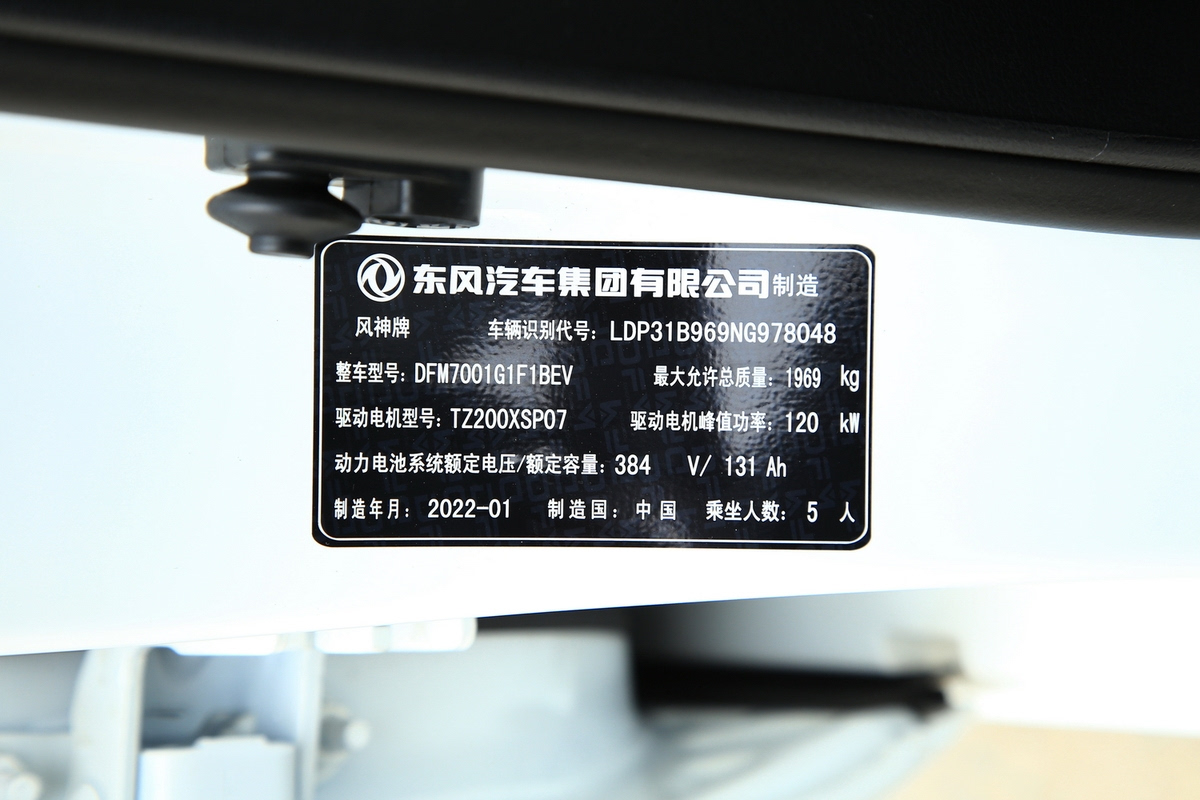 东风汽车集团有限公司制造
风神牌 车辆识别代号：LDP31B969NG978048
整车型号：DFM7001G1F1BEV 最大允许总质量：1969 kg
驱动电机型号：TZ200XSP07 驱动电机峰值功率：120 kW
动力电池系统额定电压/额定容量：384 V/ 131 Ah
制造年月：2022-01 制造国：中国 乘坐人数：5 人